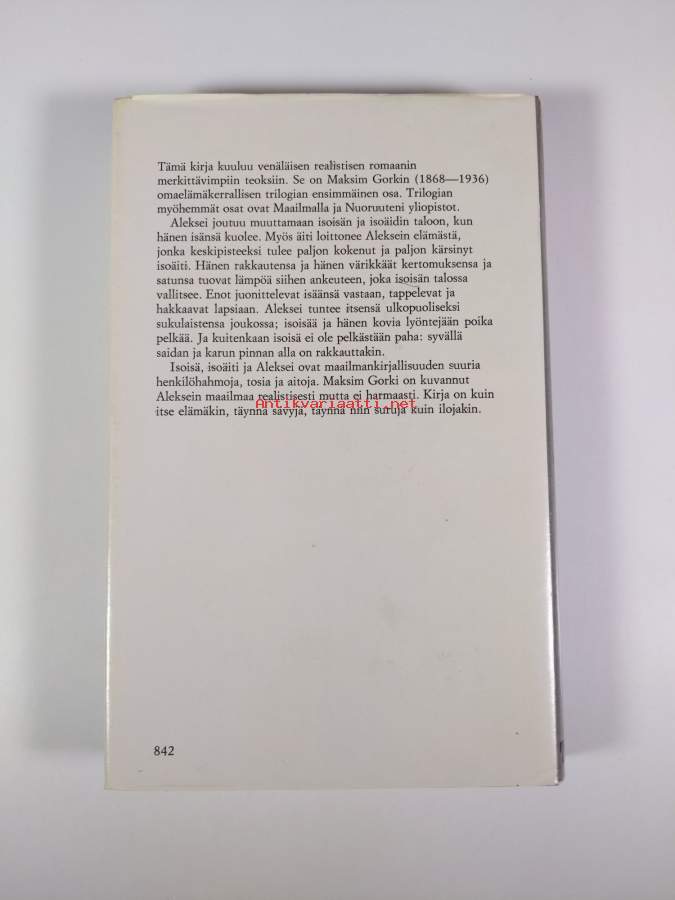 Tämä kirja kuuluu venäläisen realistisen romaanin
merkittävimpiin teoksiin. Se on Maksim Gorkin (1868—1936)
omaelämäkerrallisen trilogian ensimmäinen osa. Trilogian
myöhemmät osat ovat Maailmalla ja Nuoruuteni yliopistot.
Aleksei joutuu muuttamaan isoisän ja isoäidin taloon, kun
hänen isänsä kuolee. Myös äiti loittonee Aleksein elämästä,
jonka keskipisteeksi tulee paljon kokenut ja paljon kärsinyt
isoäiti. Hänen rakkautensa ja hänen värikkäät kertomuksensa ja
satunsa tuovat lämpöä siihen ankeuteen, joka isoisän talossa
vallitsee. Enot juonittelevat isäänsä vastaan, tappelevat ja
hakkaavat lapsiaan. Aleksei tuntee itsensä ulkopuoliseksi
sukulaistensa joukossa; isoisää ja hänen kovia lyöntejään poika
pelkää. Ja kuitenkaan isoisä ei ole pelkästään paha: syvällä
saidan ja karun pinnan alla on rakkauttakin.
Isoisä, isoäiti ja Aleksei ovat maailmankirjallisuuden suuria
henkilöhahmoja, tosia ja aitoja. Maksim Gorki on kuvannut
Aleksein maailmaa realistisesti mutta ei harmaasti. Kirja on kuin
Antikvariaatti.net
itse elämäkin, täynnä sävyjä, täynnä niin suruja kuin ilojakin.
842